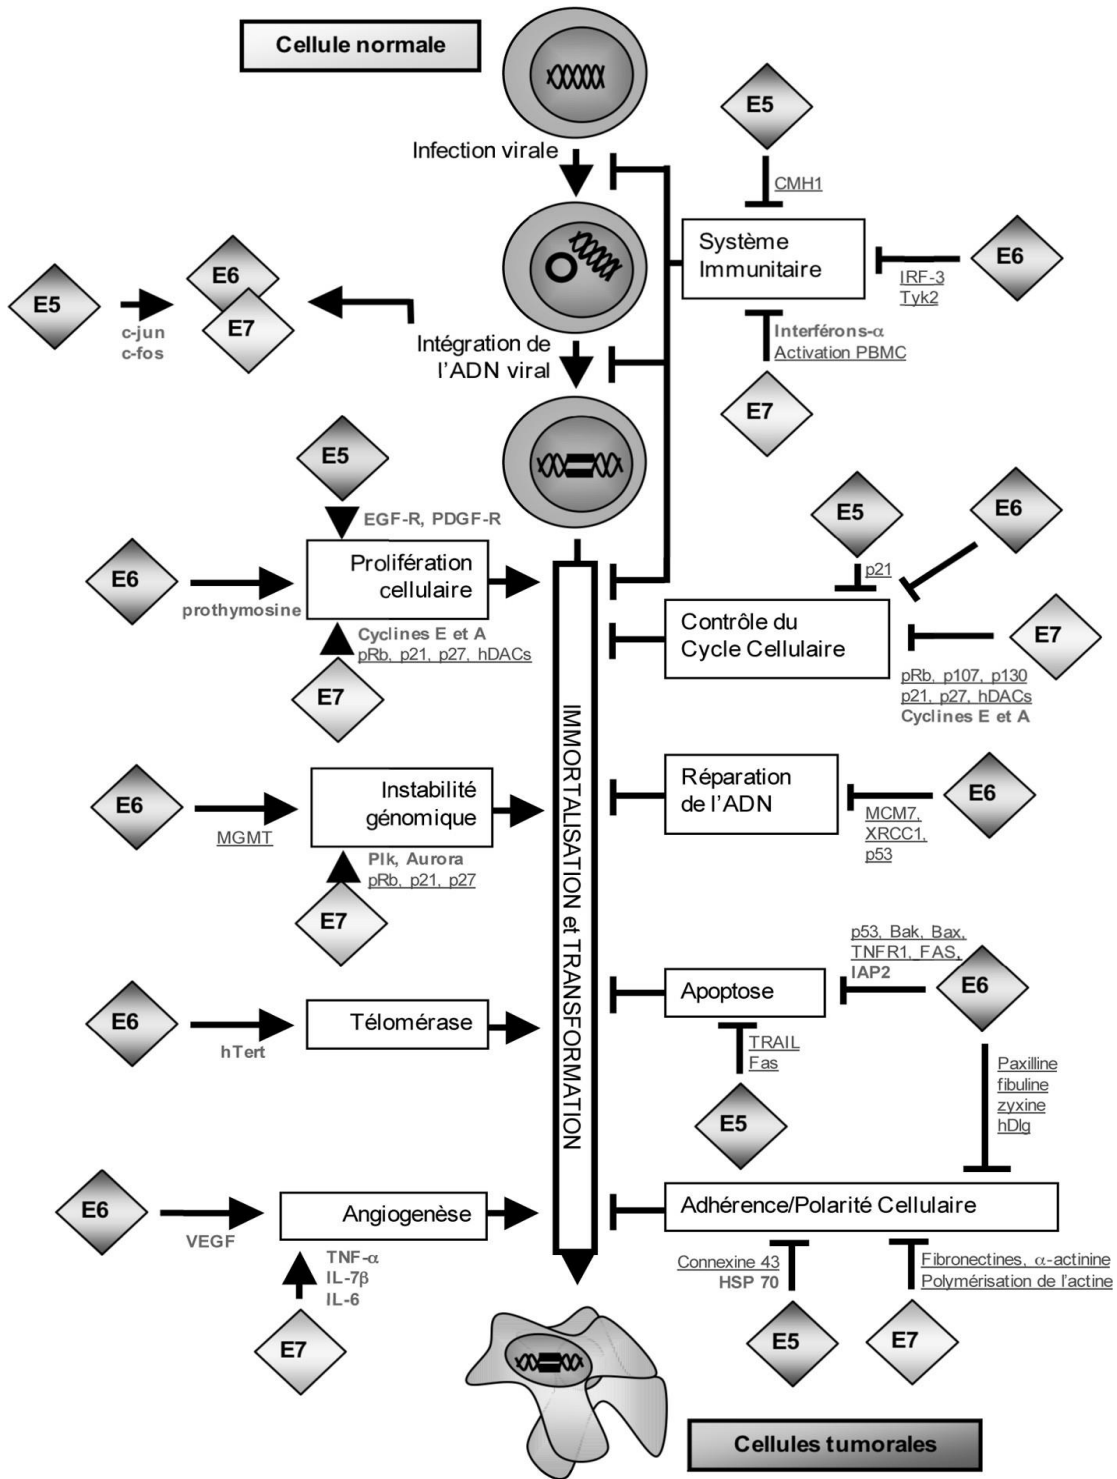 Cellule normale
E5
Infection virale
CMH1
Système
Immunitaire
E6
IRF-3
Tyk2
E5
E6
E7
c-jun
c-fos
Intégration de
l'ADN viral
Interférons-α
Activation PBMC
E7
E5
EGF-R, PDGF-R
E5
E6
p21
E6
prothymosine
Prolifération
cellulaire
Cyclines E et A
pRb, p21, p27, hDACs
E7
Contrôle du
Cycle Cellulaire
E7
pRb, p107, p130
p21, p27, hDACs
Cyclines E et A
IMMORTALISATION et TRANSFORMATION
E6
MGMT
Instabilité
génomique
Plk, Aurora
pRb, p21, p27
E7
Réparation
de l'ADN
E6
MCM7,
XRCC1,
p53
E6
hTert
Télomérase
Apoptose
p53, Bak, Bax,
TNFR1, FAS,
IAP2
E6
TRAIL
Fas
E5
Paxilline
fibuline
zyxine
hDlg
E6
VEGF
Angiogenèse
TNF-α
IL-7β
IL-6
E7
Adhérence/Polarité Cellulaire
Connexine 43
HSP 70
E5
Fibronectines, α-actinine
Polymérisation de l'actine
E7
Cellules tumorales